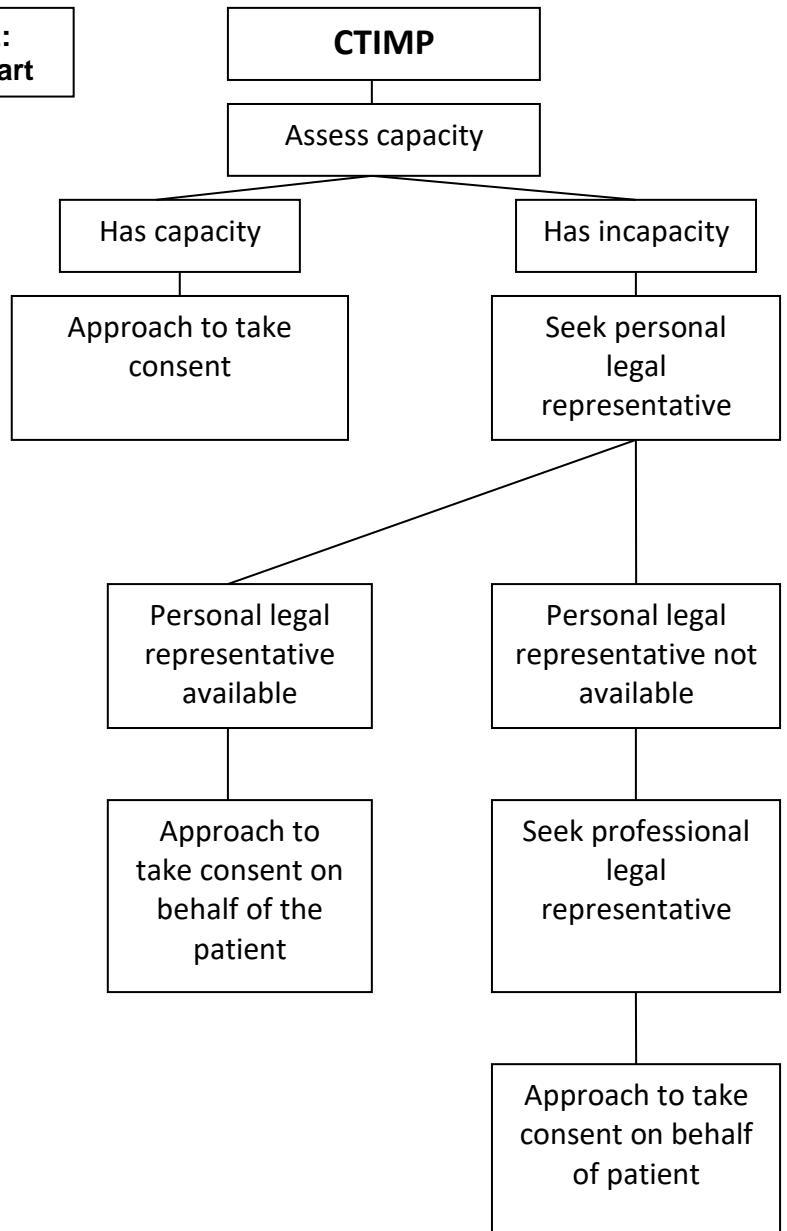 :
art
CTIMP
Assess capacity
Has capacity
Has incapacity
Approach to take
consent
Seek personal
legal
representative
Personal legal
representative
available
Personal legal
representative not
available
Approach to
take consent on
behalf of the
patient
Seek professional
legal
representative
Approach to take
consent on behalf
of patient